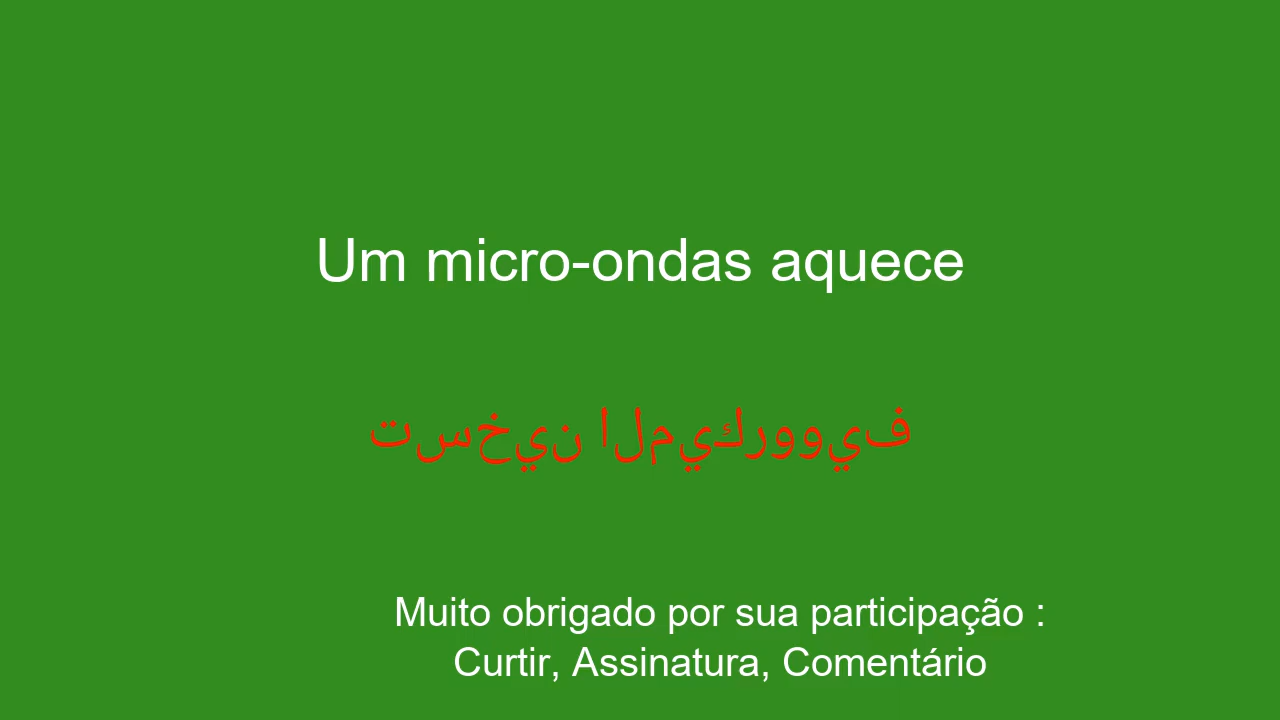 Um micro-ondas aquece
تسخين الميكروويف
Muito obrigado por sua participação :
Curtir, Assinatura, Comentário